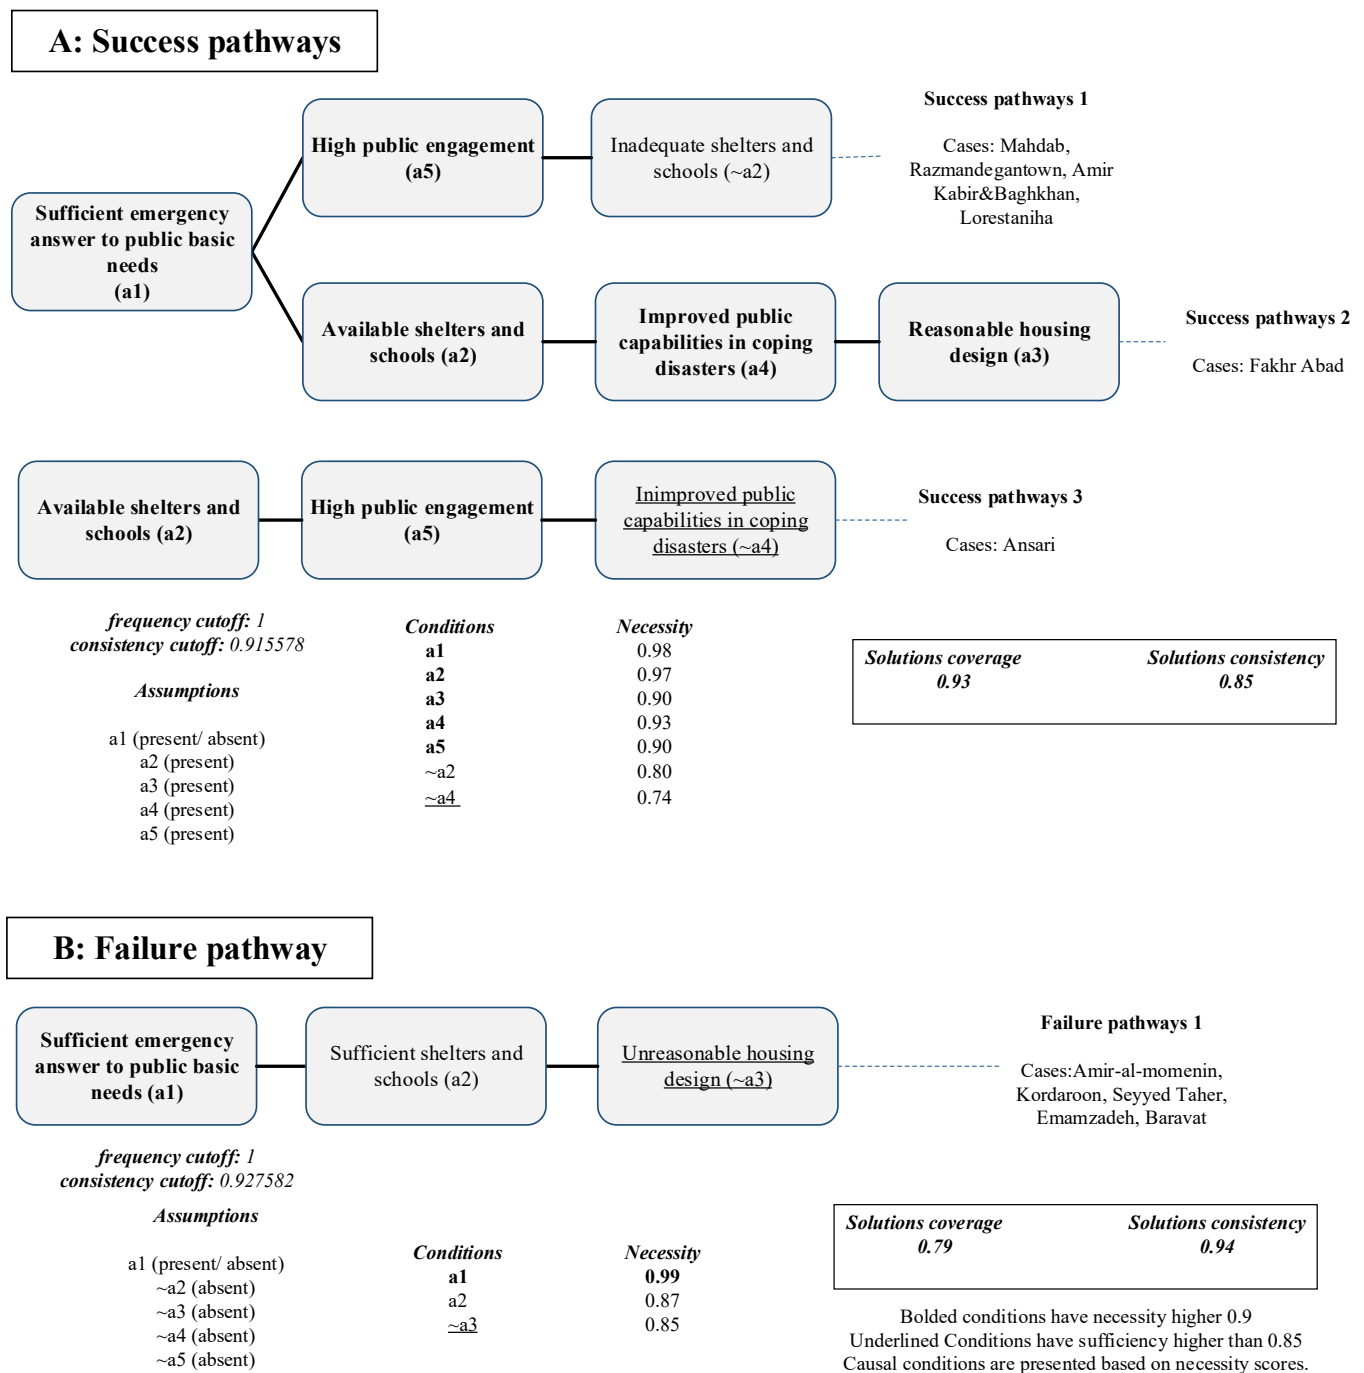 A: Success pathways
Sufficient emergency
answer to public basic
needs
(a1)
High public engagement
(a5)
Inadequate shelters and
schools (~a2)
Success pathways 1
Cases: Mahdab,
Razmandegantown, Amir
Kabir&Baghkhan,
Lorestaniha
Available shelters and
schools (a2)
Improved public
capabilities in coping
disasters (a4)
Reasonable housing
design (a3)
Success pathways 2
Cases: Fakhr Abad
Available shelters and
schools (a2)
High public engagement
(a5)
Inimproved public
capabilities in coping
disasters (~a4)
Success pathways 3
Cases: Ansari
frequency cutoff: 1
consistency cutoff: 0.915578
Assumptions
a1 (present/ absent)
a2 (present)
a3 (present)
a4 (present)
a5 (present)
Conditions Necessity
a1 0.98
a2 0.97
a3 0.90
a4 0.93
a5 0.90
~a2 0.80
~a4 0.74
Solutions coverage Solutions consistency
0.93 0.85
B: Failure pathway
Sufficient emergency
answer to public basic
needs (a1)
Sufficient shelters and
schools (a2)
Unreasonable housing
design (~a3)
Failure pathways 1
Cases:Amir-al-momenin,
Kordaroon, Seyyed Taher,
Emamzadeh, Baravat
frequency cutoff: 1
consistency cutoff: 0.927582
Assumptions
a1 (present/ absent)
~a2 (absent)
~a3 (absent)
~a4 (absent)
~a5 (absent)
Conditions Necessity
a1 0.99
a2 0.87
~a3 0.85
Solutions coverage Solutions consistency
0.79 0.94
Bolded conditions have necessity higher 0.9
Underlined Conditions have sufficiency higher than 0.85
Causal conditions are presented based on necessity scores.